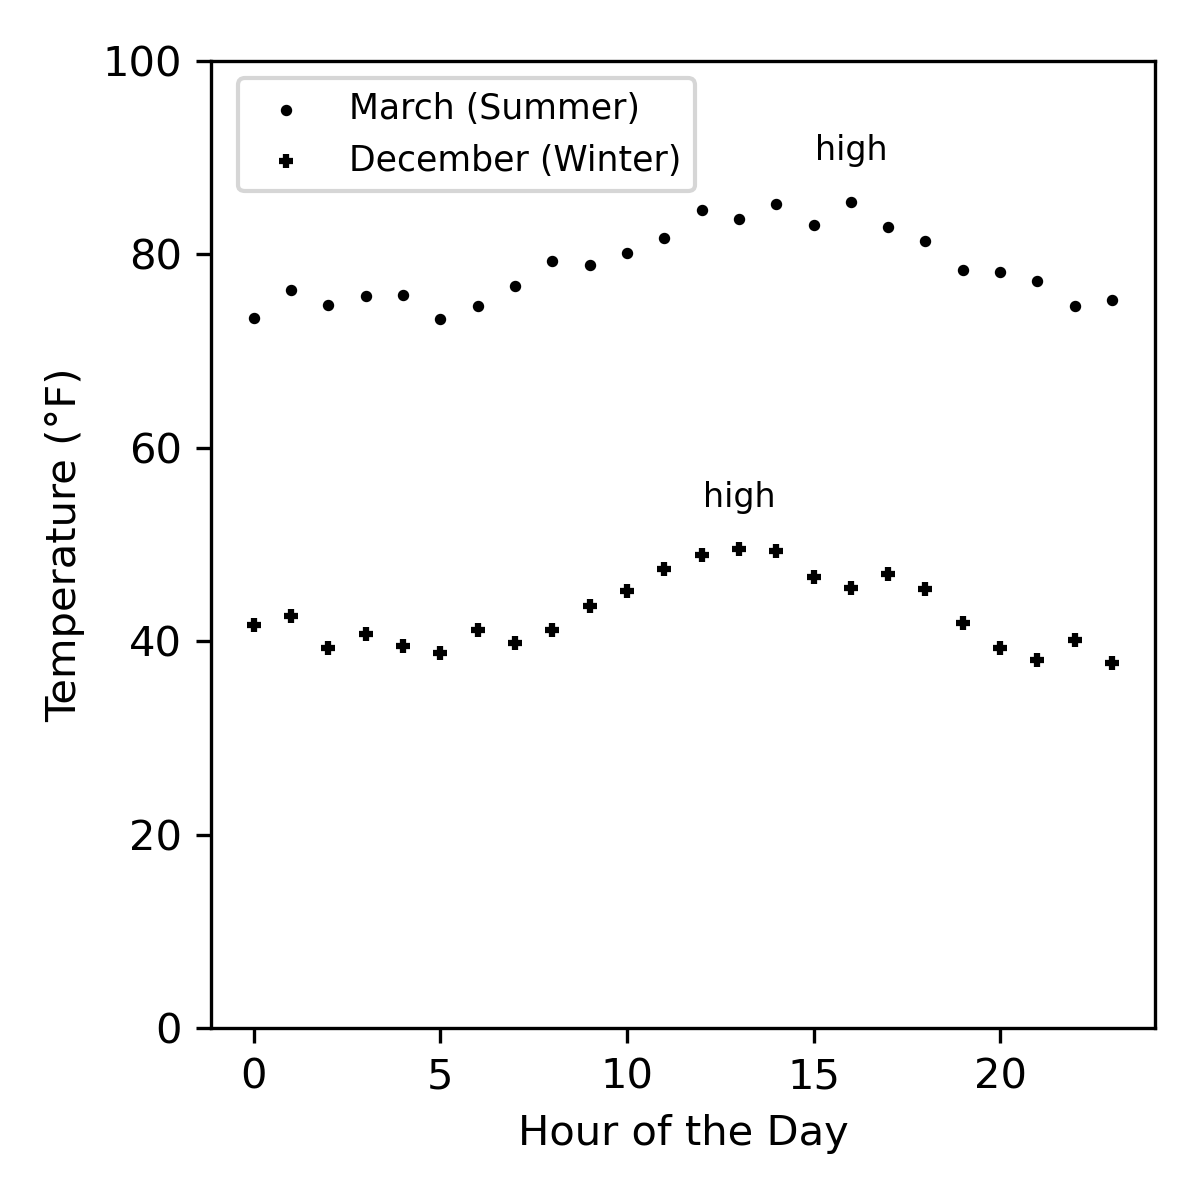 100
March (Summer)
December (Winter)
high
80
60
high
40
20
0
0 5 10 15 20
Hour of the Day
Temperature (°F)